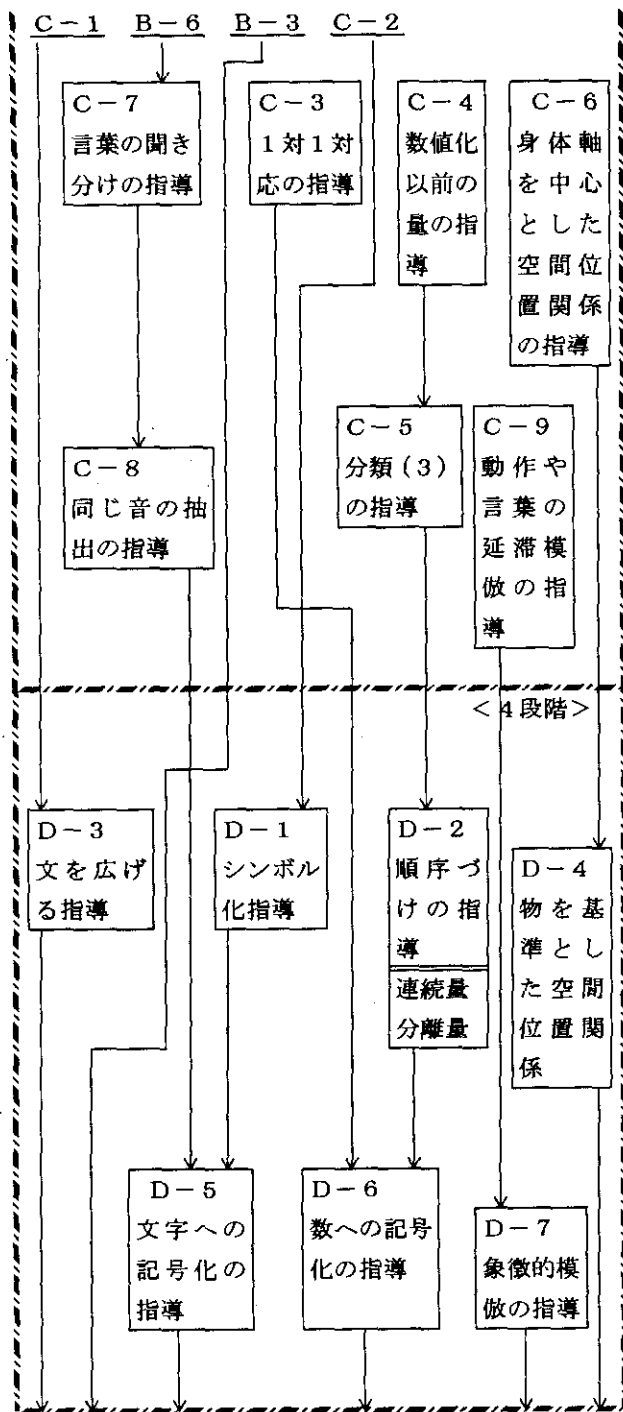 C－1 B－6 B－3 C－2
C－7
言葉の聞き
分けの指導
C－3
1対1対
応の指導
C－4
数値化
以前の
量の指
導
C－6
身体軸
を中心
とした
空間位
置関係
の指導
C－8
同じ音の抽
出の指導
C－5
分類(3)
の指導
C－9
動作や
言葉の
延滞模
倣の指
導
＜4段階＞
D－3
文を広げ
る指導
D－1
シンボル
化指導
D－2
順序づ
けの指
導
連続量
分離量
D－4
物を基
準とし
た空間
位置関
係
D－5
文字への
記号化の
指導
D－6
数への記号
化の指導
D－7
象徴的模
倣の指導